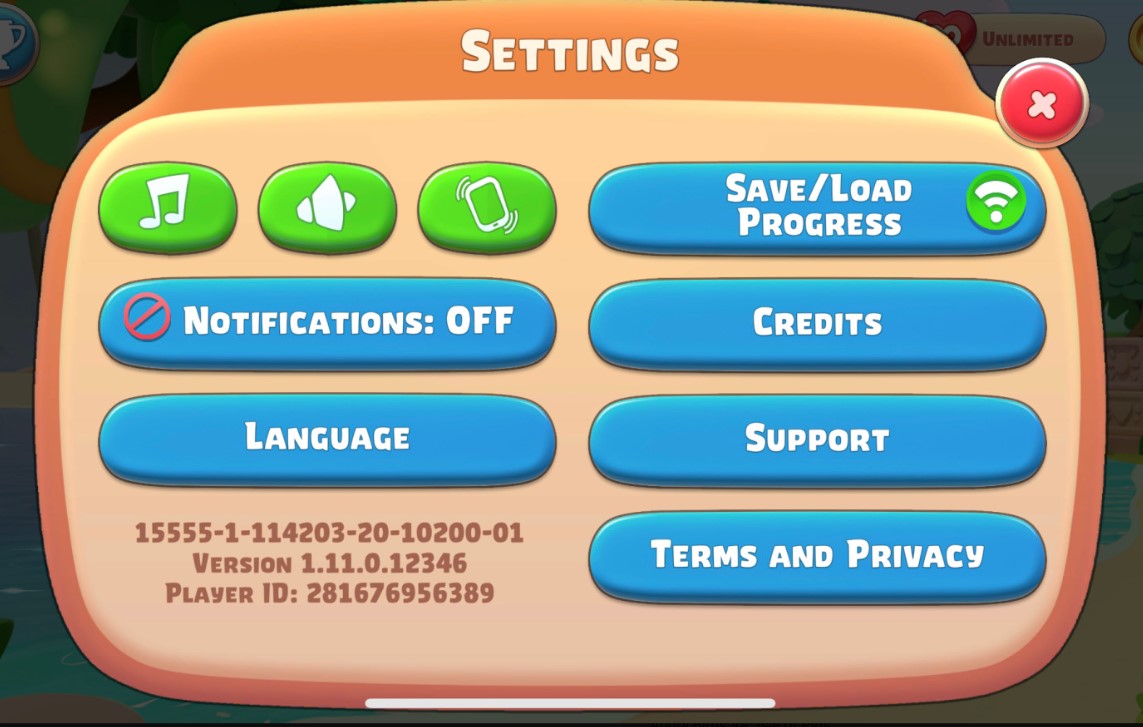 SETTINGS
UNLIMITED
SAVE/LOAD
PROGRESS
NOTIFICATIONS: OFF
CREDITS
LANGUAGE
SUPPORT
15555-1-114203-20-10200-01
VERSION 1.11.0.12346
PLAYER ID: 281676956389
TERMS AND PRIVACY